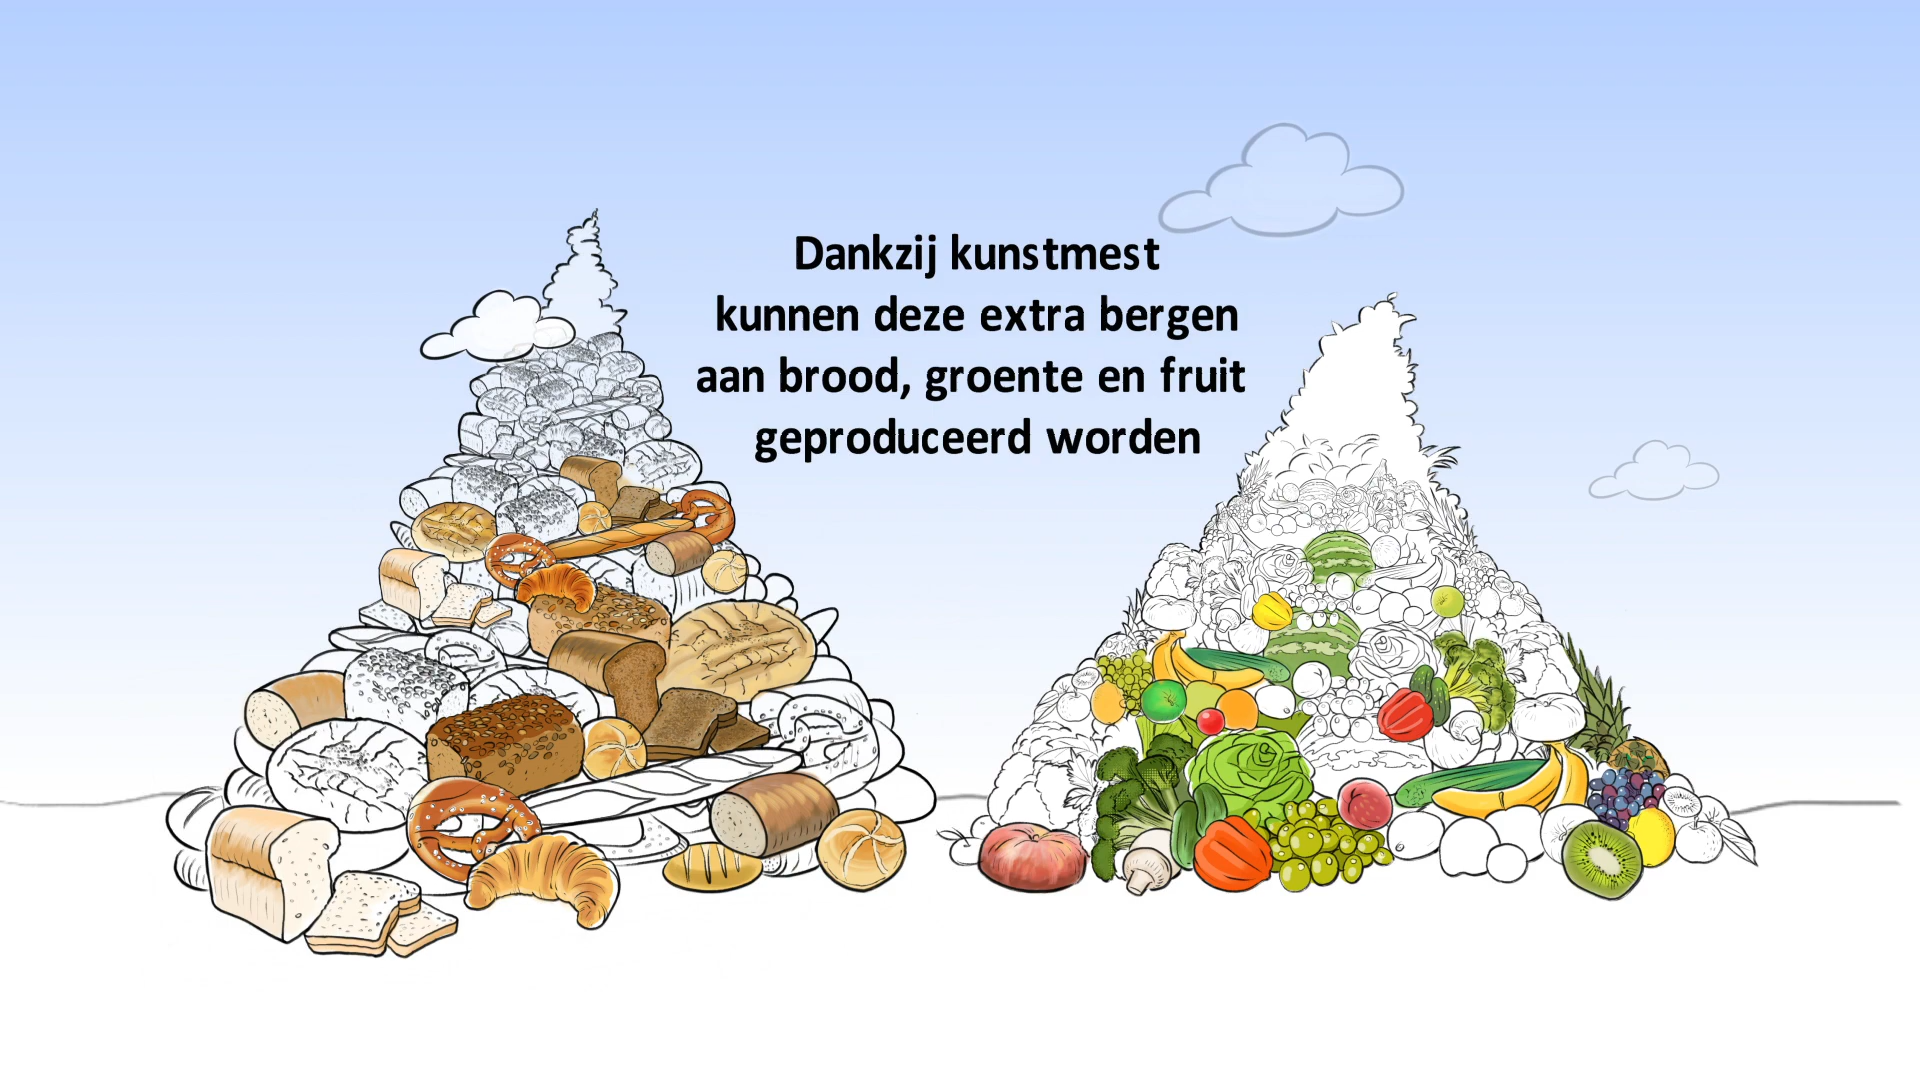 Dankzij kunstmest
kunnen deze extra bergen
aan brood, groente en fruit
geproduceerd worden